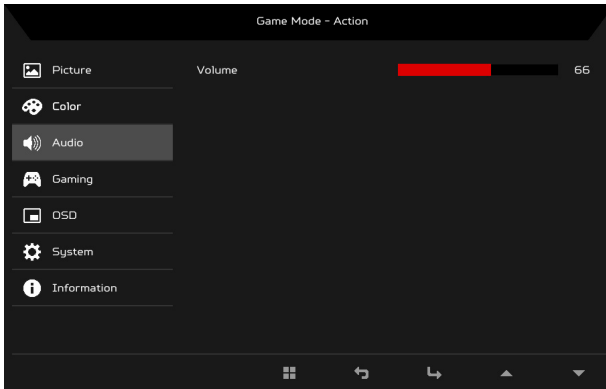 Game Mode - Action
Picture
Volume 66
Color
Audio
Gaming
OSD
System
Information